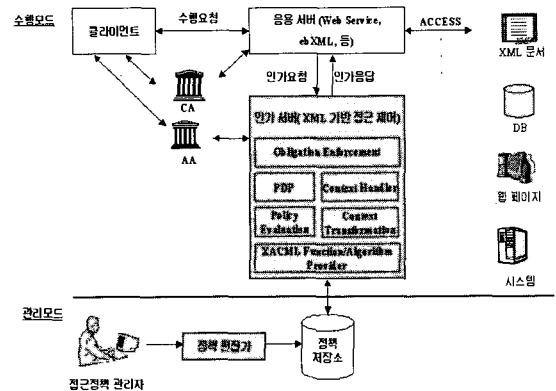 수행모드
클라이언트
수행요청
응용 서버 (Web Service,
ebXML, 등)
ACCESS
XML 문서
인가요청
인가응답
CA
AA
인가 서버( XML 기반 접근 제어)
Obligation Enforcement
PDP
Context Handler
Policy
Evaluation
Context
Transformation
XACML Function/Algorithm
Provider
DB
웹 페이지
시스템
관리모드
정책 편집기
정책
저장소
접근정책 관리자